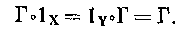 Γ∘1_X = 1_Y∘Γ = Γ.